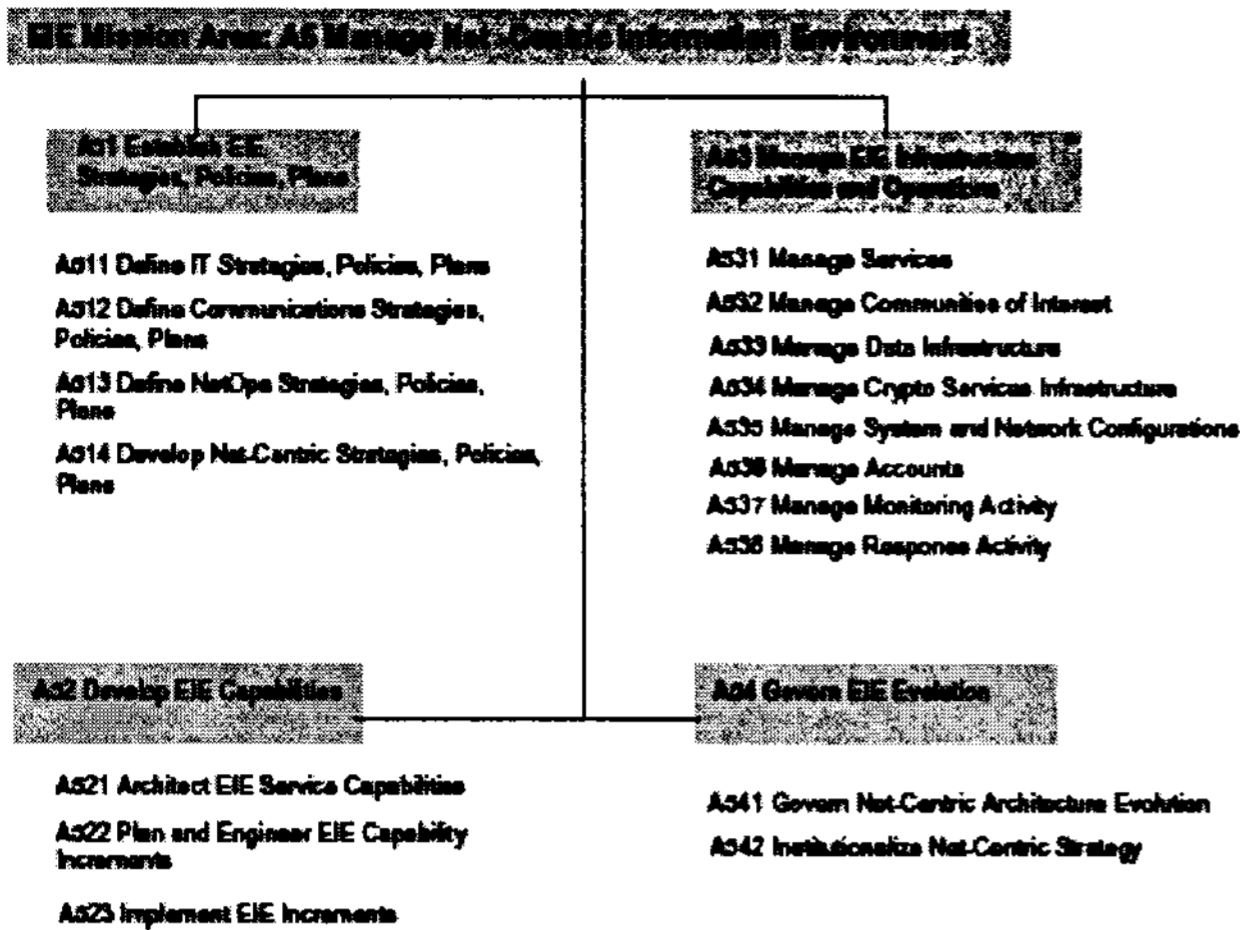 EIE Mission Area: A5 Manage Net-Centric Information Environment
A51 Establish EIE
Strategies, Policies, Plans
A511 Define IT Strategies, Policies, Plans
A512 Define Communications Strategies,
Policies, Plans
A513 Define NetOps Strategies, Policies,
Plans
A514 Develop Net-Centric Strategies, Policies,
Plans
A53 Manage EIE Infrastructure
Capabilities and Operations
A531 Manage Services
A532 Manage Communities of Interest
A533 Manage Data Infrastructure
A534 Manage Crypto Services Infrastructure
A535 Manage System and Network Configurations
A536 Manage Accounts
A537 Manage Monitoring Activity
A538 Manage Response Activity
A52 Develop EIE Capabilities
A521 Architect EIE Service Capabilities
A522 Plan and Engineer EIE Capability
Increments
A523 Implement EIE Increments
A54 Govern EIE Evolution
A541 Govern Net-Centric Architecture Evolution
A542 Institutionalize Net-Centric Strategy